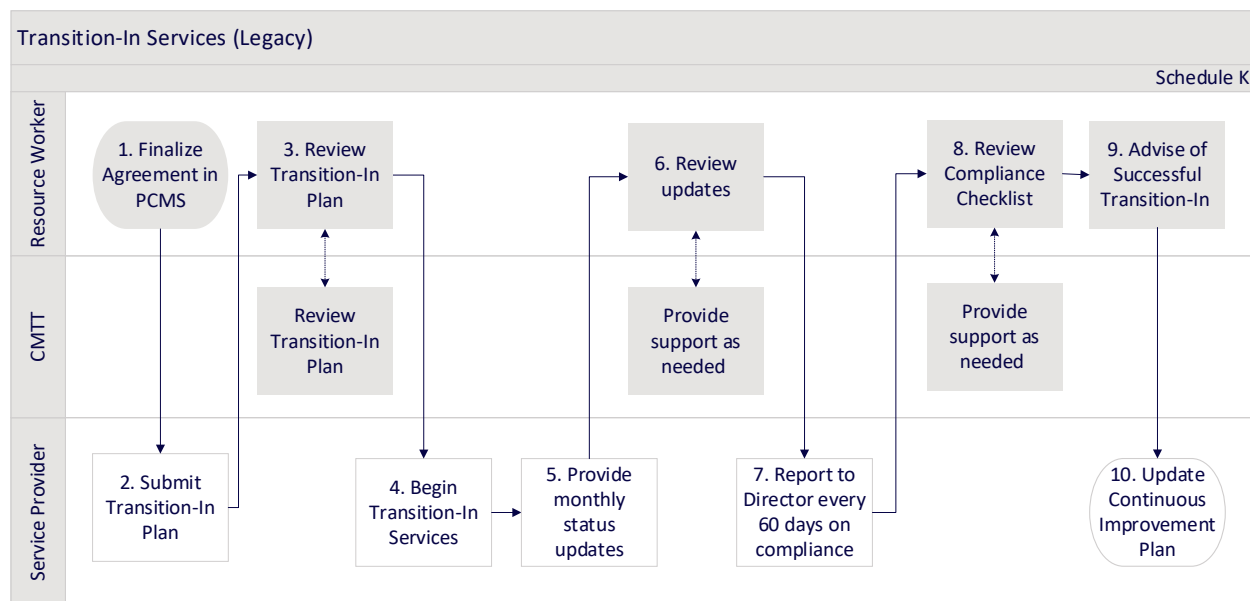 Transition-In Services (Legacy)
Schedule K
Resource Worker
1. Finalize
Agreement in
PCMS
3. Review
Transition-In
Plan
6. Review
updates
8. Review
Compliance
Checklist
9. Advise of
Successful
Transition-In
CMTT
Review
Transition-In
Plan
Provide
support as
needed
Provide
support as
needed
Service Provider
2. Submit
Transition-In
Plan
4. Begin
Transition-In
Services
5. Provide
monthly
status
updates
7. Report to
Director every
60 days on
compliance
10. Update
Continuous
Improvement
Plan